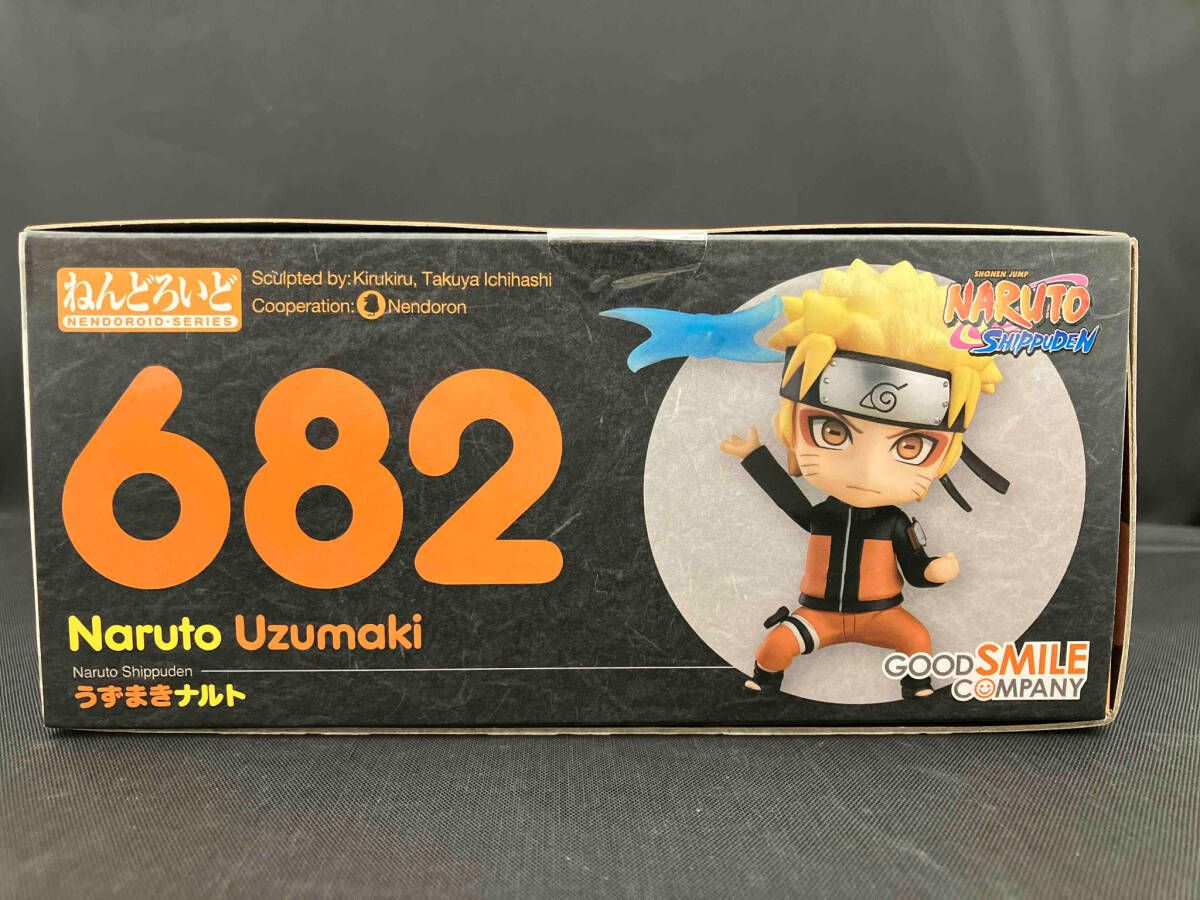 ねんどろいど
NENDOROID·SERIES
Sculpted by: Kirukiru, Takuya Ichihashi
Cooperation: Nendoron
682
Naruto Uzumaki
Naruto Shippuden
うずまきナルト
SHONEN JUMP
NARUTO
SHIPPUDEN
GOOD SMILE
COMPANY